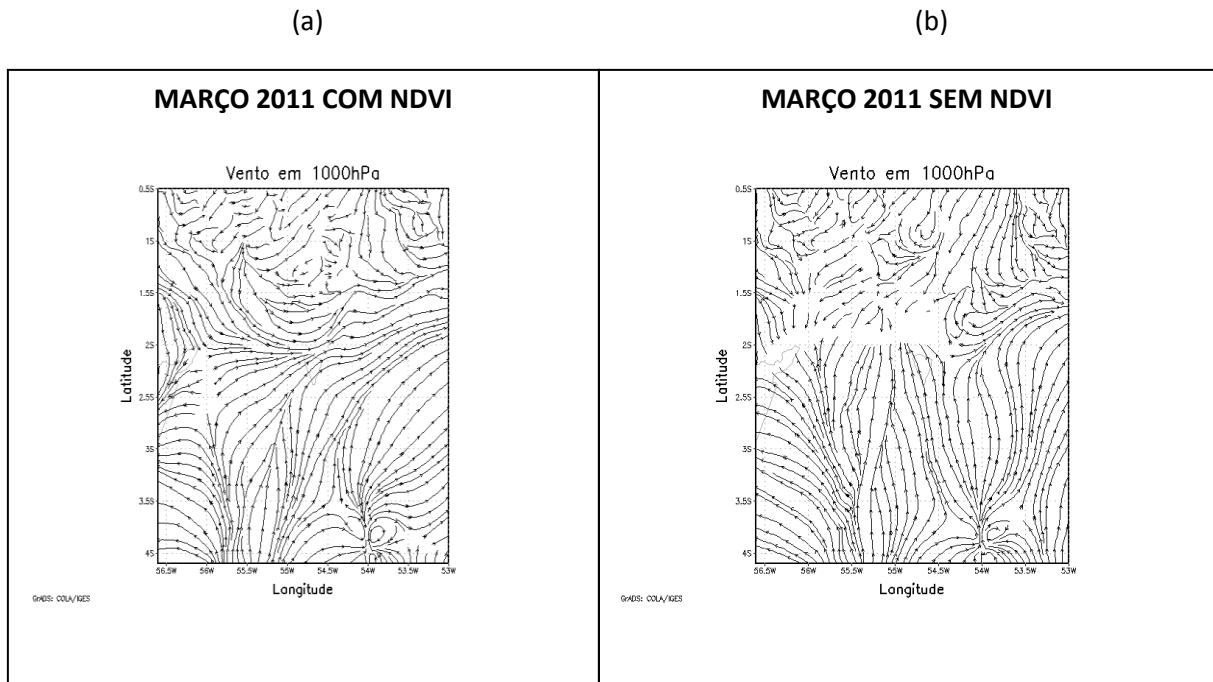 (a)
(b)
MARÇO 2011 COM NDVI
MARÇO 2011 SEM NDVI
Vento em 1000hPa
0.5S
1S
1.5S
2S
2.5S
3S
3.5S
4S
Latitude
56.5W 56W 55.5W 55W 54.5W 54W 53.5W 53W
Longitude
GrADS: COLA/IGES
Vento em 1000hPa
0.5S
1S
1.5S
2S
2.5S
3S
3.5S
4S
Latitude
56.5W 56W 55.5W 55W 54.5W 54W 53.5W 53W
Longitude
GrADS: COLA/IGES